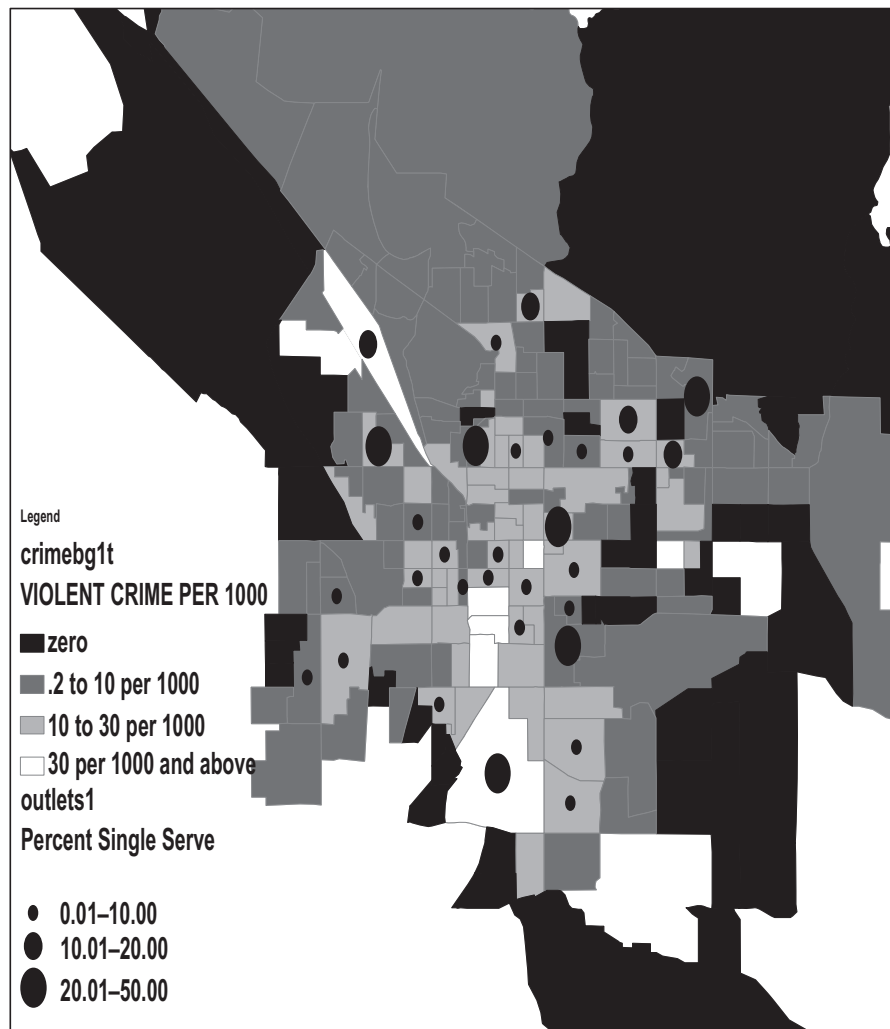 Legend
crimebg1t
VIOLENT CRIME PER 1000
zero
.2 to 10 per 1000
10 to 30 per 1000
30 per 1000 and above
outlets1
Percent Single Serve
0.01–10.00
10.01–20.00
20.01–50.00